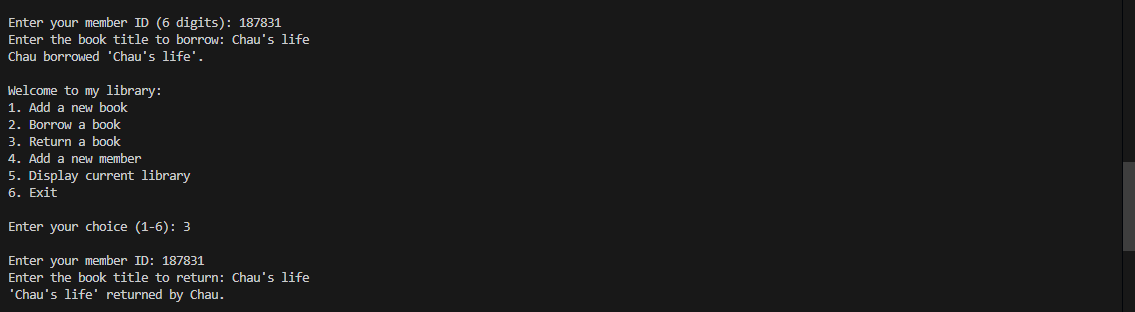 Enter your member ID (6 digits): 187831
Enter the book title to borrow: Chau's life
Chau borrowed 'Chau's life'.
Welcome to my library:
1. Add a new book
2. Borrow a book
3. Return a book
4. Add a new member
5. Display current library
6. Exit
Enter your choice (1-6): 3
Enter your member ID: 187831
Enter the book title to return: Chau's life
'Chau's life' returned by Chau.